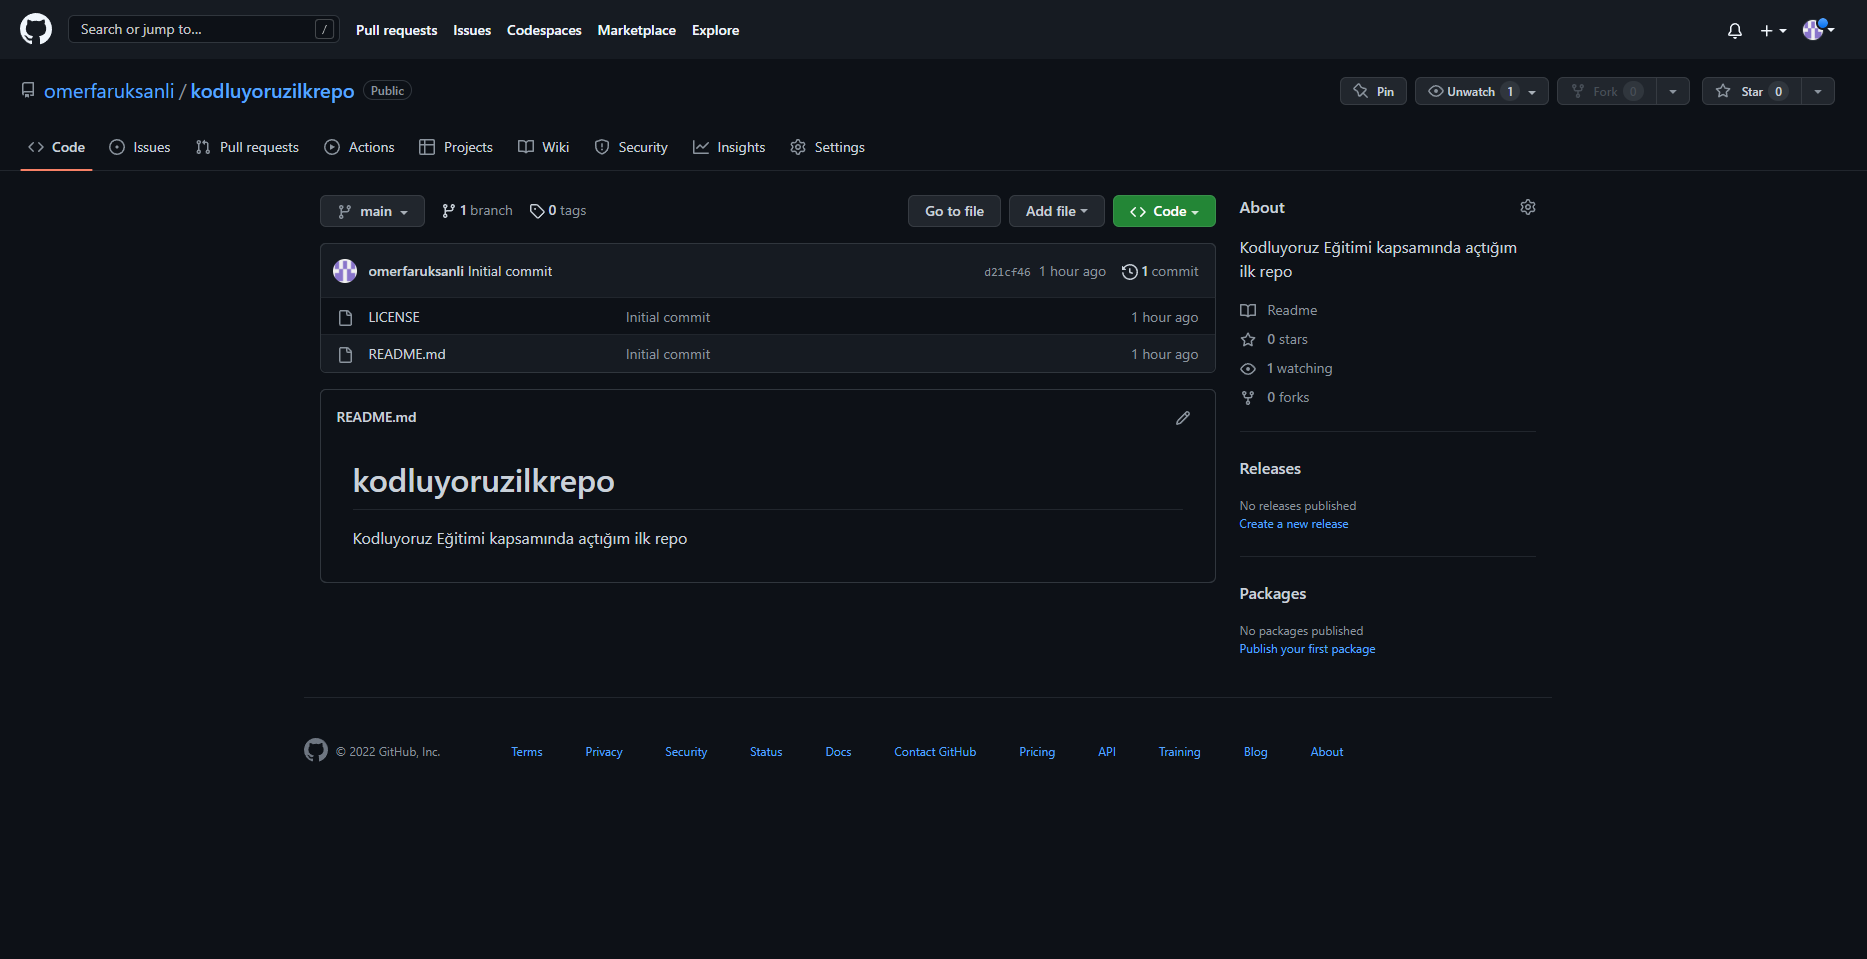 Search or jump to... /
Pull requests Issues Codespaces Marketplace Explore
omerfaruksanli / kodluyoruzilkrepo Public
Pin Unwatch 1 Fork 0 Star 0
Code Issues Pull requests Actions Projects Wiki Security Insights Settings
main 1 branch 0 tags Go to file Add file Code
omerfaruksanli Initial commit d21cf46 1 hour ago 1 commit
LICENSE Initial commit 1 hour ago
README.md Initial commit 1 hour ago
README.md
kodluyoruzilkrepo
Kodluyoruz Eğitimi kapsamında açtığım ilk repo
About
Kodluyoruz Eğitimi kapsamında açtığım
ilk repo
Readme
0 stars
1 watching
0 forks
Releases
No releases published
Create a new release
Packages
No packages published
Publish your first package
© 2022 GitHub, Inc. Terms Privacy Security Status Docs Contact GitHub Pricing API Training Blog About